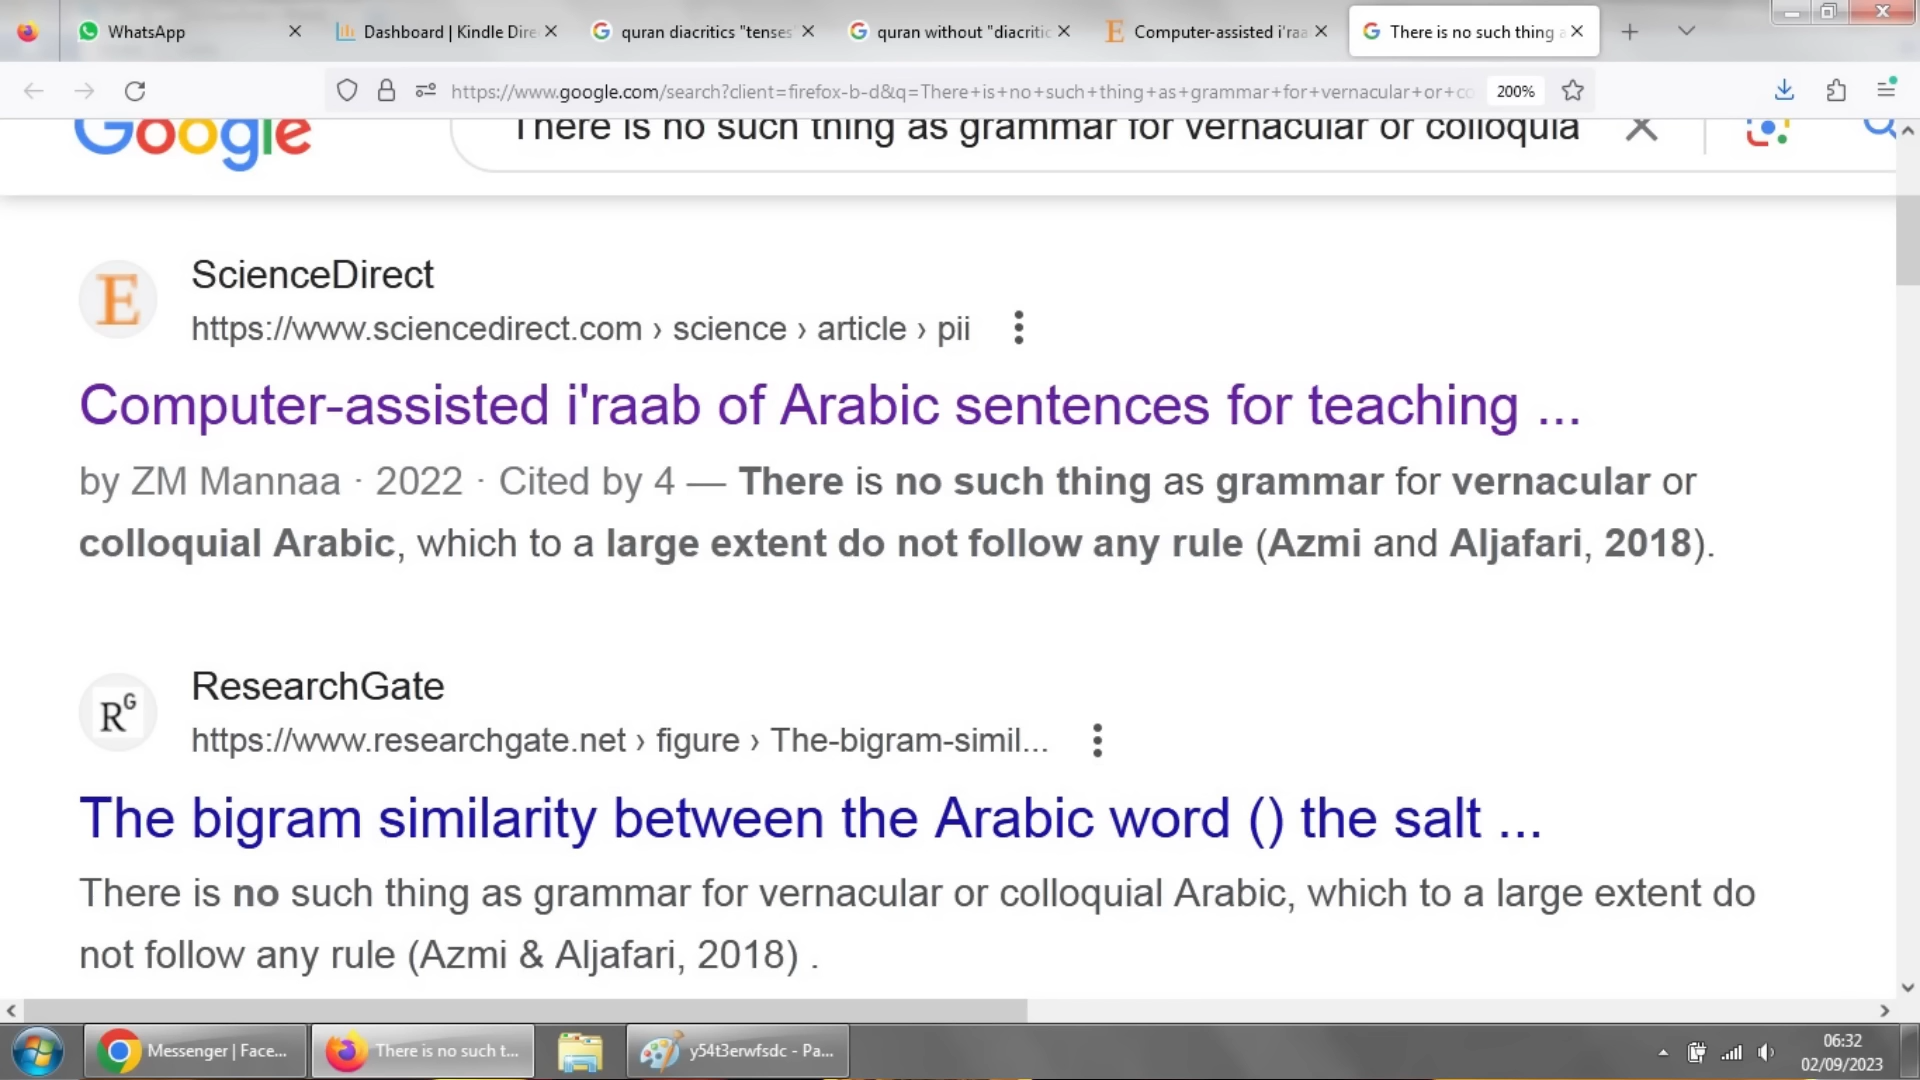 WhatsApp
Dashboard | Kindle Dire
quran diacritics "tenses
quran without "diacritic
Computer-assisted i'raa
There is no such thing a
https://www.google.com/search?client=firefox-b-d&q=There+is+no+such+thing+as+grammar+for+vernacular+or+co
200%
Google
There is no such thing as grammar for vernacular or colloquia
E
ScienceDirect
https://www.sciencedirect.com › science › article › pii
Computer-assisted i'raab of Arabic sentences for teaching ...
by ZM Mannaa · 2022 · Cited by 4 — There is no such thing as grammar for vernacular or
colloquial Arabic, which to a large extent do not follow any rule (Azmi and Aljafari, 2018).
RG
ResearchGate
https://www.researchgate.net › figure › The-bigram-simil...
The bigram similarity between the Arabic word () the salt ...
There is no such thing as grammar for vernacular or colloquial Arabic, which to a large extent do
not follow any rule (Azmi & Aljafari, 2018) .
Messenger | Face...
There is no such t...
y54t3erwfsdc - Pa...
06:32
02/09/2023